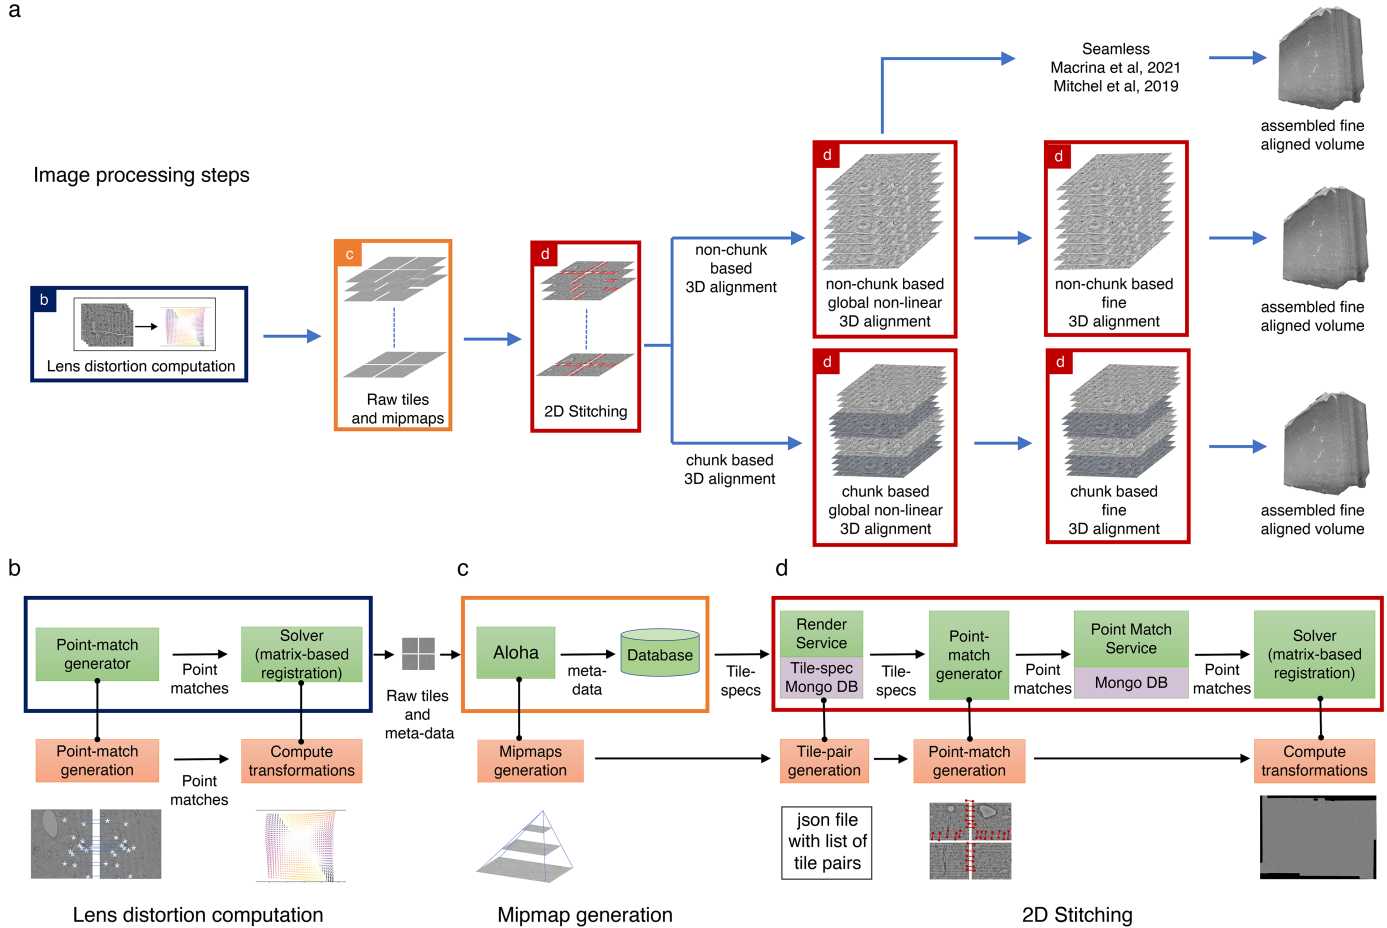 a
Seamless
Macrina et al, 2021
Mitchel et al, 2019
assembled fine
aligned volume
Image processing steps
b
Lens distortion computation
c
Raw tiles
and mipmaps
d
2D Stitching
non-chunk
based
3D alignment
d
non-chunk based
global non-linear
3D alignment
d
non-chunk based
fine
3D alignment
assembled fine
aligned volume
chunk based
3D alignment
d
chunk based
global non-linear
3D alignment
d
chunk based
fine
3D alignment
assembled fine
aligned volume
b
Point-match
generator
Point
matches
Solver
(matrix-based
registration)
Raw tiles
and
meta-data
Point-match
generation
Point
matches
Compute
transformations
Lens distortion computation
c
Aloha
meta-
data
Database
Tile-
specs
Mipmaps
generation
Mipmap generation
d
Render
Service
Tile-spec
Mongo DB
Tile-
specs
Point-
match
generator
Point
matches
Point Match
Service
Mongo DB
Point
matches
Solver
(matrix-based
registration)
Tile-pair
generation
Point-match
generation
Compute
transformations
json file
with list of
tile pairs
2D Stitching